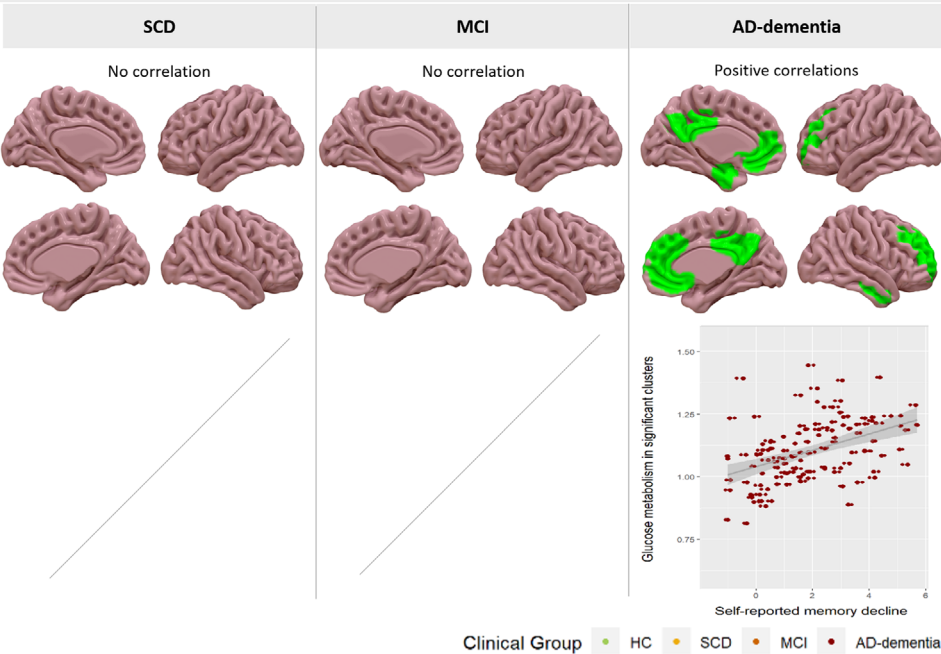 SCD MCI AD-dementia
No correlation No correlation Positive correlations
Glucose metabolism in significant clusters
1.50
1.25
1.00
0.75
0 2 4 6
Self-reported memory decline
Clinical Group HC SCD MCI AD-dementia